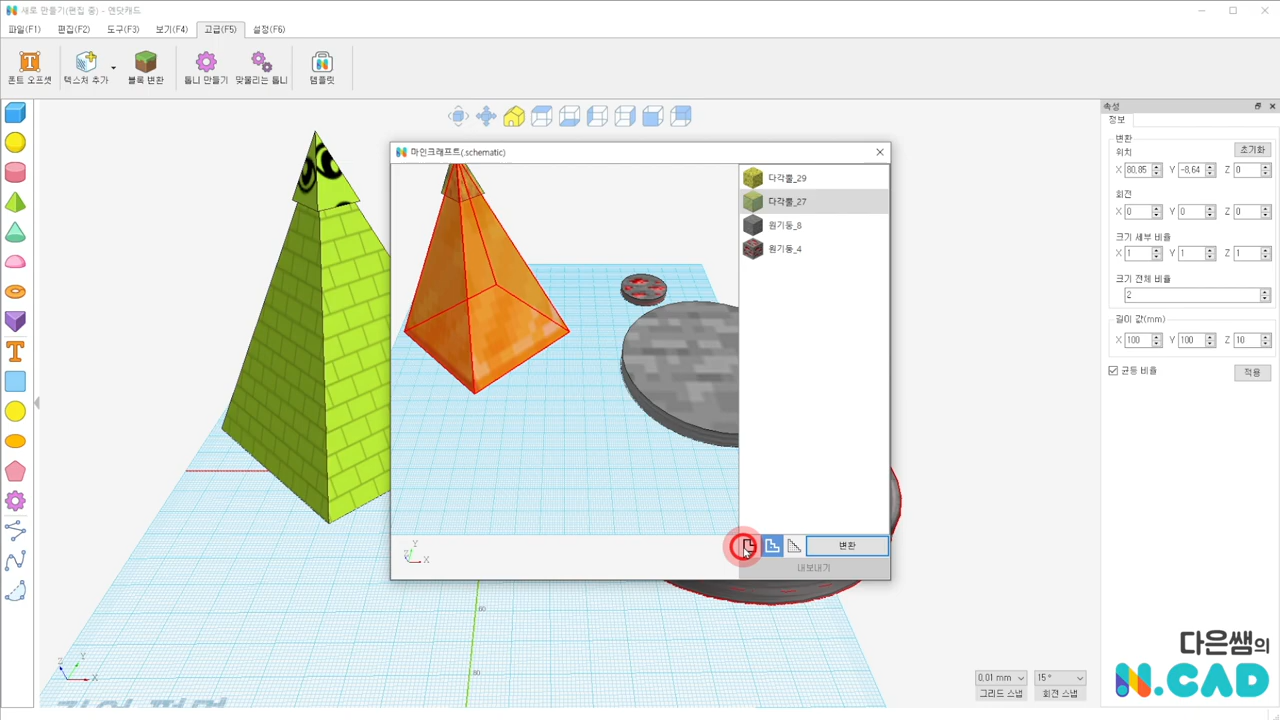 새로 만들기(편집 중) - 엔닷캐드
파일(F1) 편집(F2) 도구(F3) 보기(F4) 고급(F5) 설정(F6)
폰트 오프셋 텍스처 추가 블록 변환 톱니 만들기 맞물리는 톱니 템플릿
속성
정보
변환
위치 초기화
X 80,85 Y -8,64 Z 0
회전
X 0 Y 0 Z 0
크기 세부 비율
X 1 Y 1 Z 1
크기 전체 비율
2
길이 값(mm)
X 100 Y 100 Z 10
균등 비율 적용
마인크래프트(.schematic)
다각뿔_29
다각뿔_27
원기둥_8
원기둥_4
변환
내보내기
Y
X
60
80
Y
Z
X
0.01 mm 15°
그리드 스냅 회전 스냅
다은쌤의
N.CAD